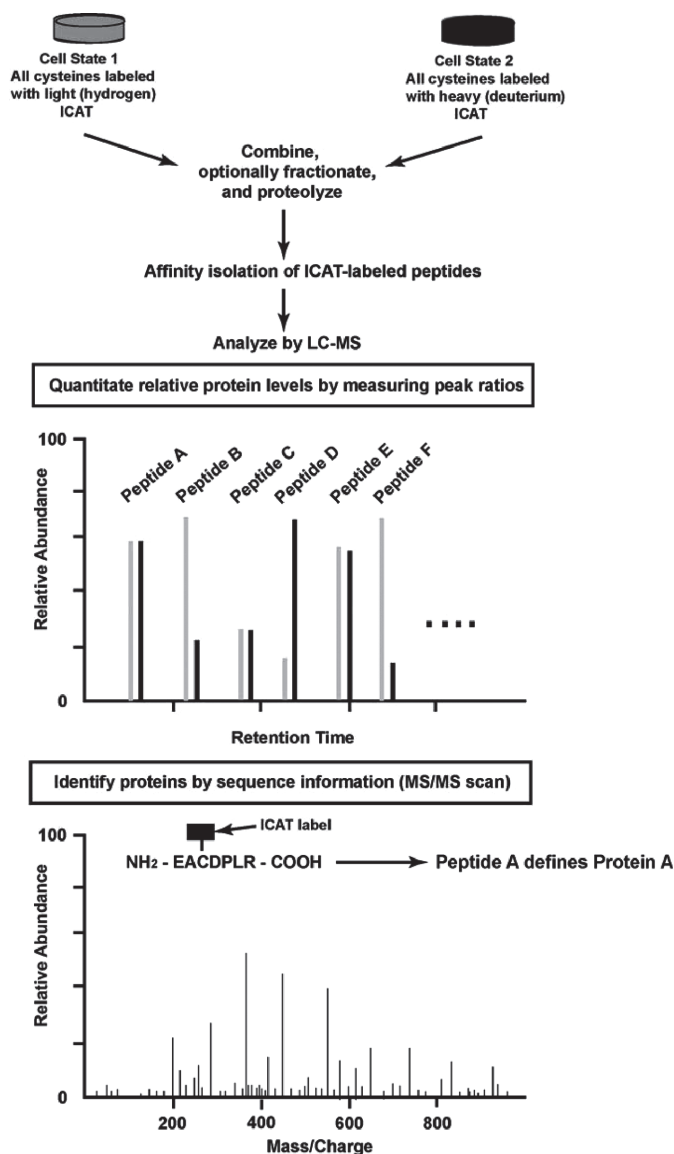 Cell State 1
All cysteines labeled
with light (hydrogen)
ICAT
Cell State 2
All cysteines labeled
with heavy (deuterium)
ICAT
Combine,
optionally fractionate,
and proteolyze
Affinity isolation of ICAT-labeled peptides
Analyze by LC-MS
Quantitate relative protein levels by measuring peak ratios
100
Peptide A
Peptide B
Peptide C
Peptide D
Peptide E
Peptide F
Relative Abundance
0
Retention Time
Identify proteins by sequence information (MS/MS scan)
100
ICAT label
NH2 - EACDPLR - COOH
Peptide A defines Protein A
Relative Abundance
0
200
400
600
800
Mass/Charge